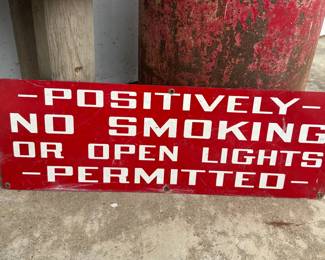 -POSITIVELY-
NO SMOKING
OR OPEN LIGHTS
-PERMITTED-